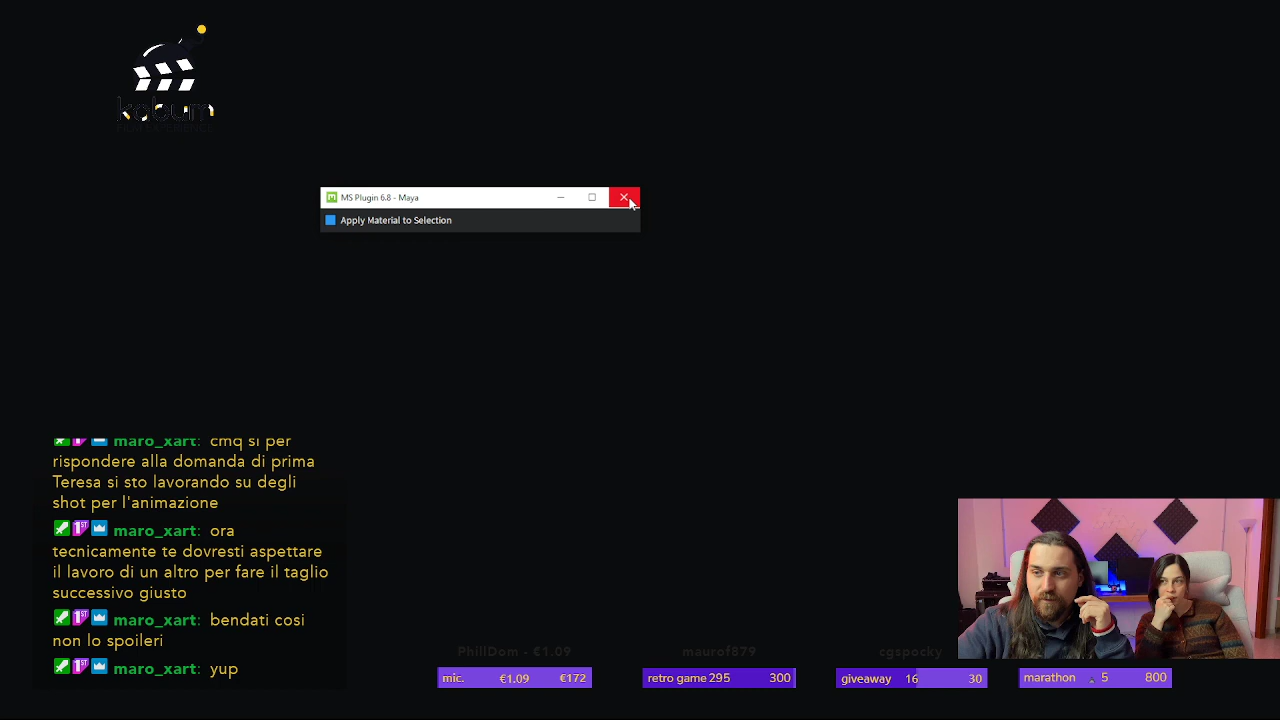 kaboom
MS Plugin 6.8 - Maya
Apply Material to Selection
maro_xart: cmq si per
rispondere alla domanda di prima
Teresa si sto lavorando su degli
shot per l'animazione
maro_xart: ora
tecnicamente te dovresti aspettare
il lavoro di un altro per fare il taglio
successivo giusto
maro_xart: bendati cosi
non lo spoileri
maro_xart: yup
PhillDom - €1.09
maurof879
cgspocky
mic. €1.09 €172
retro game 295 300
giveaway 16 30
marathon 5 800